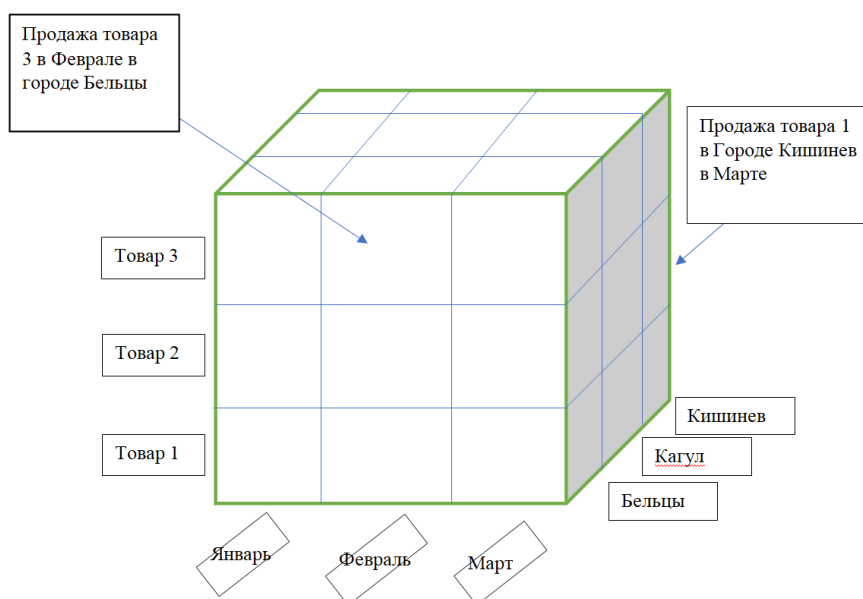 Продажа товара
3 в Феврале в
городе Бельцы
Продажа товара 1
в Городе Кишинев
в Марте
Товар 3
Товар 2
Товар 1
Кишинев
Кагул
Бельцы
Январь
Февраль
Март